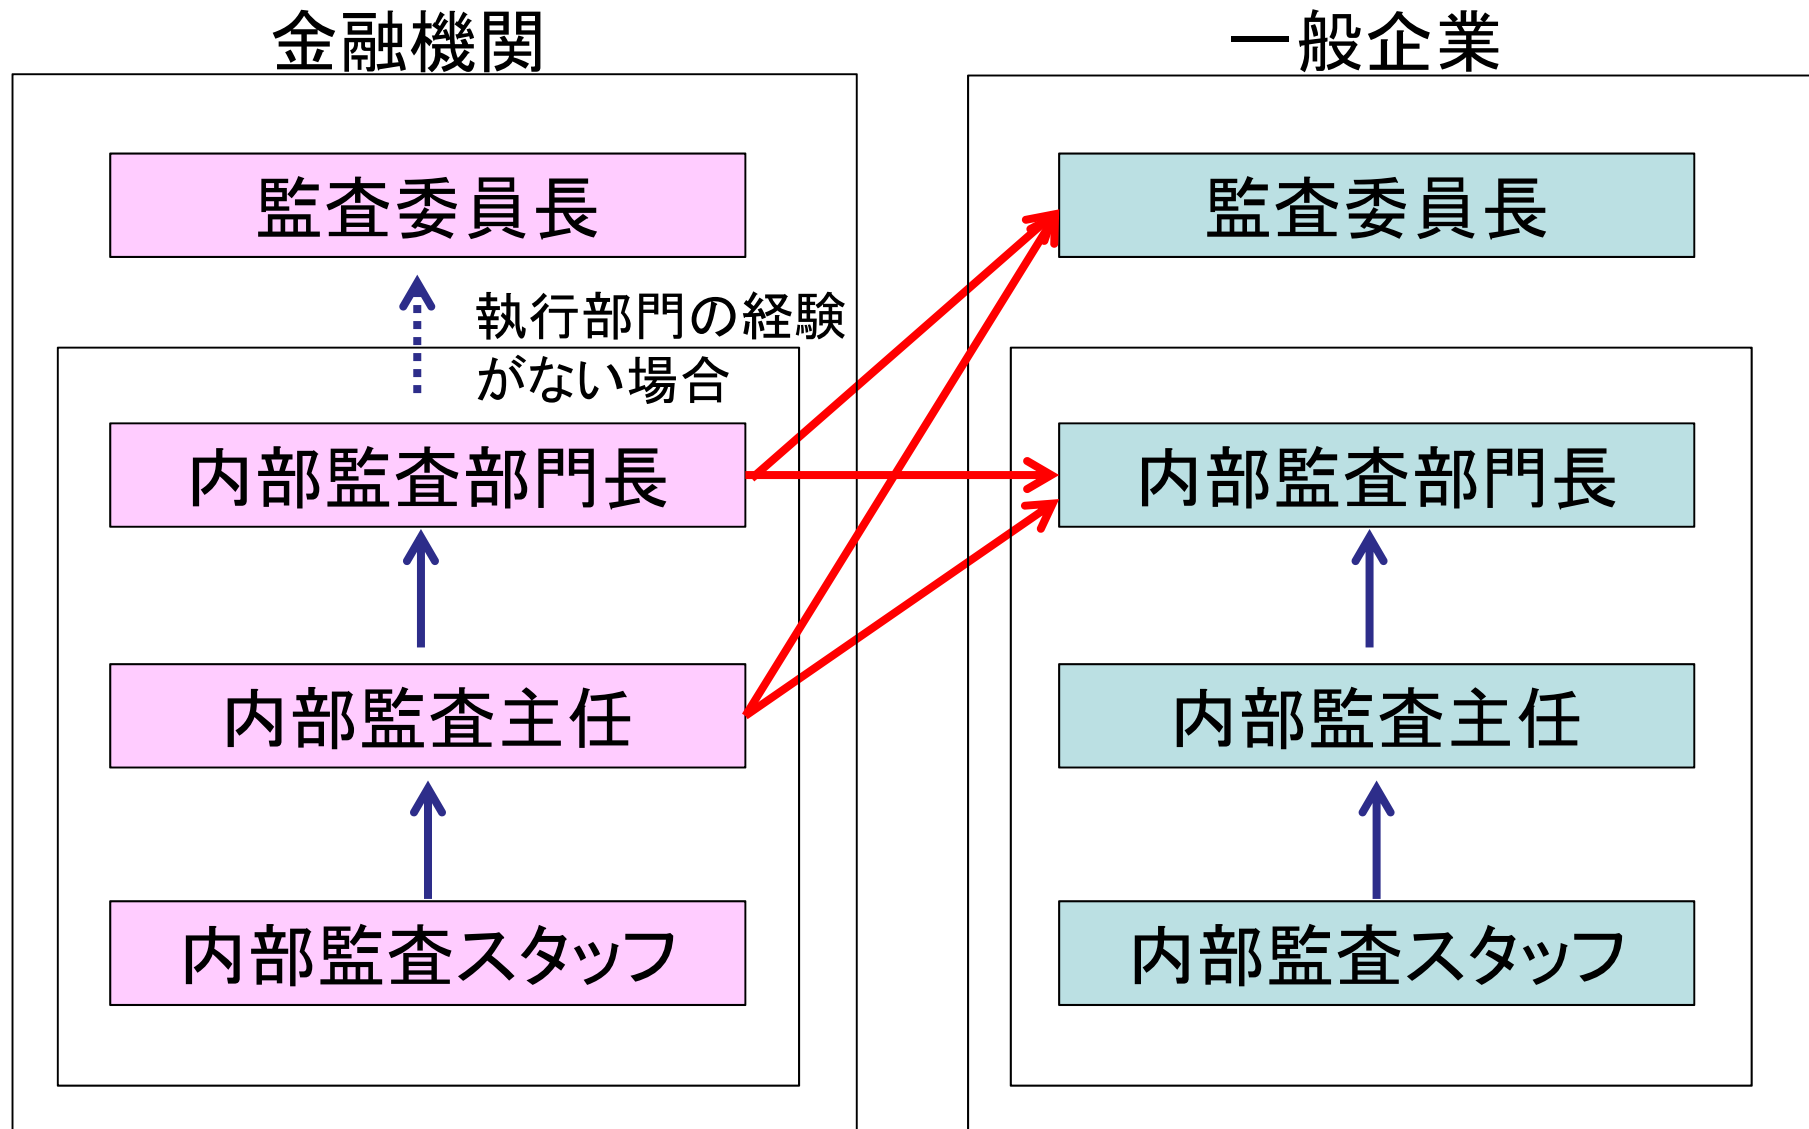 金融機関
監査委員長
執行部門の経験
がない場合
内部監査部門長
内部監査主任
内部監査スタッフ
一般企業
監査委員長
内部監査部門長
内部監査主任
内部監査スタッフ